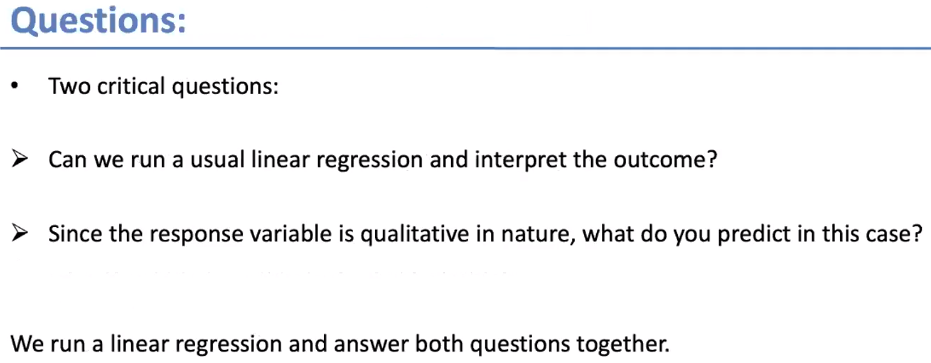 Questions:
• Two critical questions:
➢ Can we run a usual linear regression and interpret the outcome?
➢ Since the response variable is qualitative in nature, what do you predict in this case?
We run a linear regression and answer both questions together.